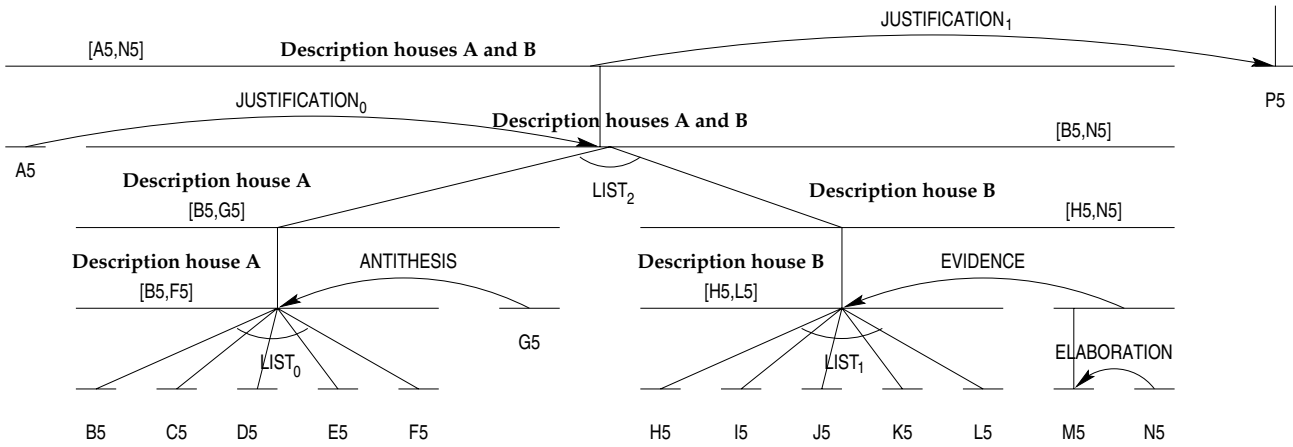 JUSTIFICATION₁
[A5,N5] Description houses A and B
P5
JUSTIFICATION₀
Description houses A and B
[B5,N5]
A5
Description house A
LIST₂
Description house B
[B5,G5]
[H5,N5]
Description house A ANTITHESIS
Description house B EVIDENCE
[B5,F5]
[H5,L5]
G5
LIST₀
LIST₁
ELABORATION
B5 C5 D5 E5 F5 H5 I5 J5 K5 L5 M5 N5